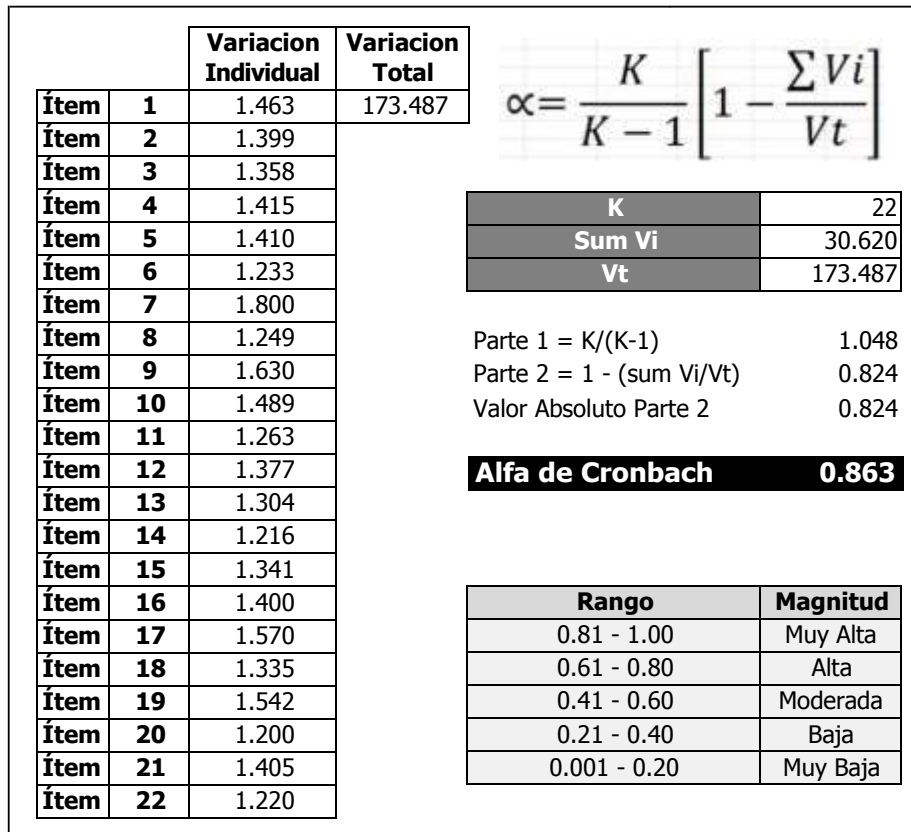 Variacion Individual Variacion Total
Ítem 1 1.463 173.487
Ítem 2 1.399
Ítem 3 1.358
Ítem 4 1.415
Ítem 5 1.410
Ítem 6 1.233
Ítem 7 1.800
Ítem 8 1.249
Ítem 9 1.630
Ítem 10 1.489
Ítem 11 1.263
Ítem 12 1.377
Ítem 13 1.304
Ítem 14 1.216
Ítem 15 1.341
Ítem 16 1.400
Ítem 17 1.570
Ítem 18 1.335
Ítem 19 1.542
Ítem 20 1.200
Ítem 21 1.405
Ítem 22 1.220
∝= K/(K − 1) [1 − ∑Vi/Vt]
K 22
Sum Vi 30.620
Vt 173.487
Parte 1 = K/(K-1) 1.048
Parte 2 = 1 - (sum Vi/Vt) 0.824
Valor Absoluto Parte 2 0.824
Alfa de Cronbach 0.863
Rango Magnitud
0.81 - 1.00 Muy Alta
0.61 - 0.80 Alta
0.41 - 0.60 Moderada
0.21 - 0.40 Baja
0.001 - 0.20 Muy Baja